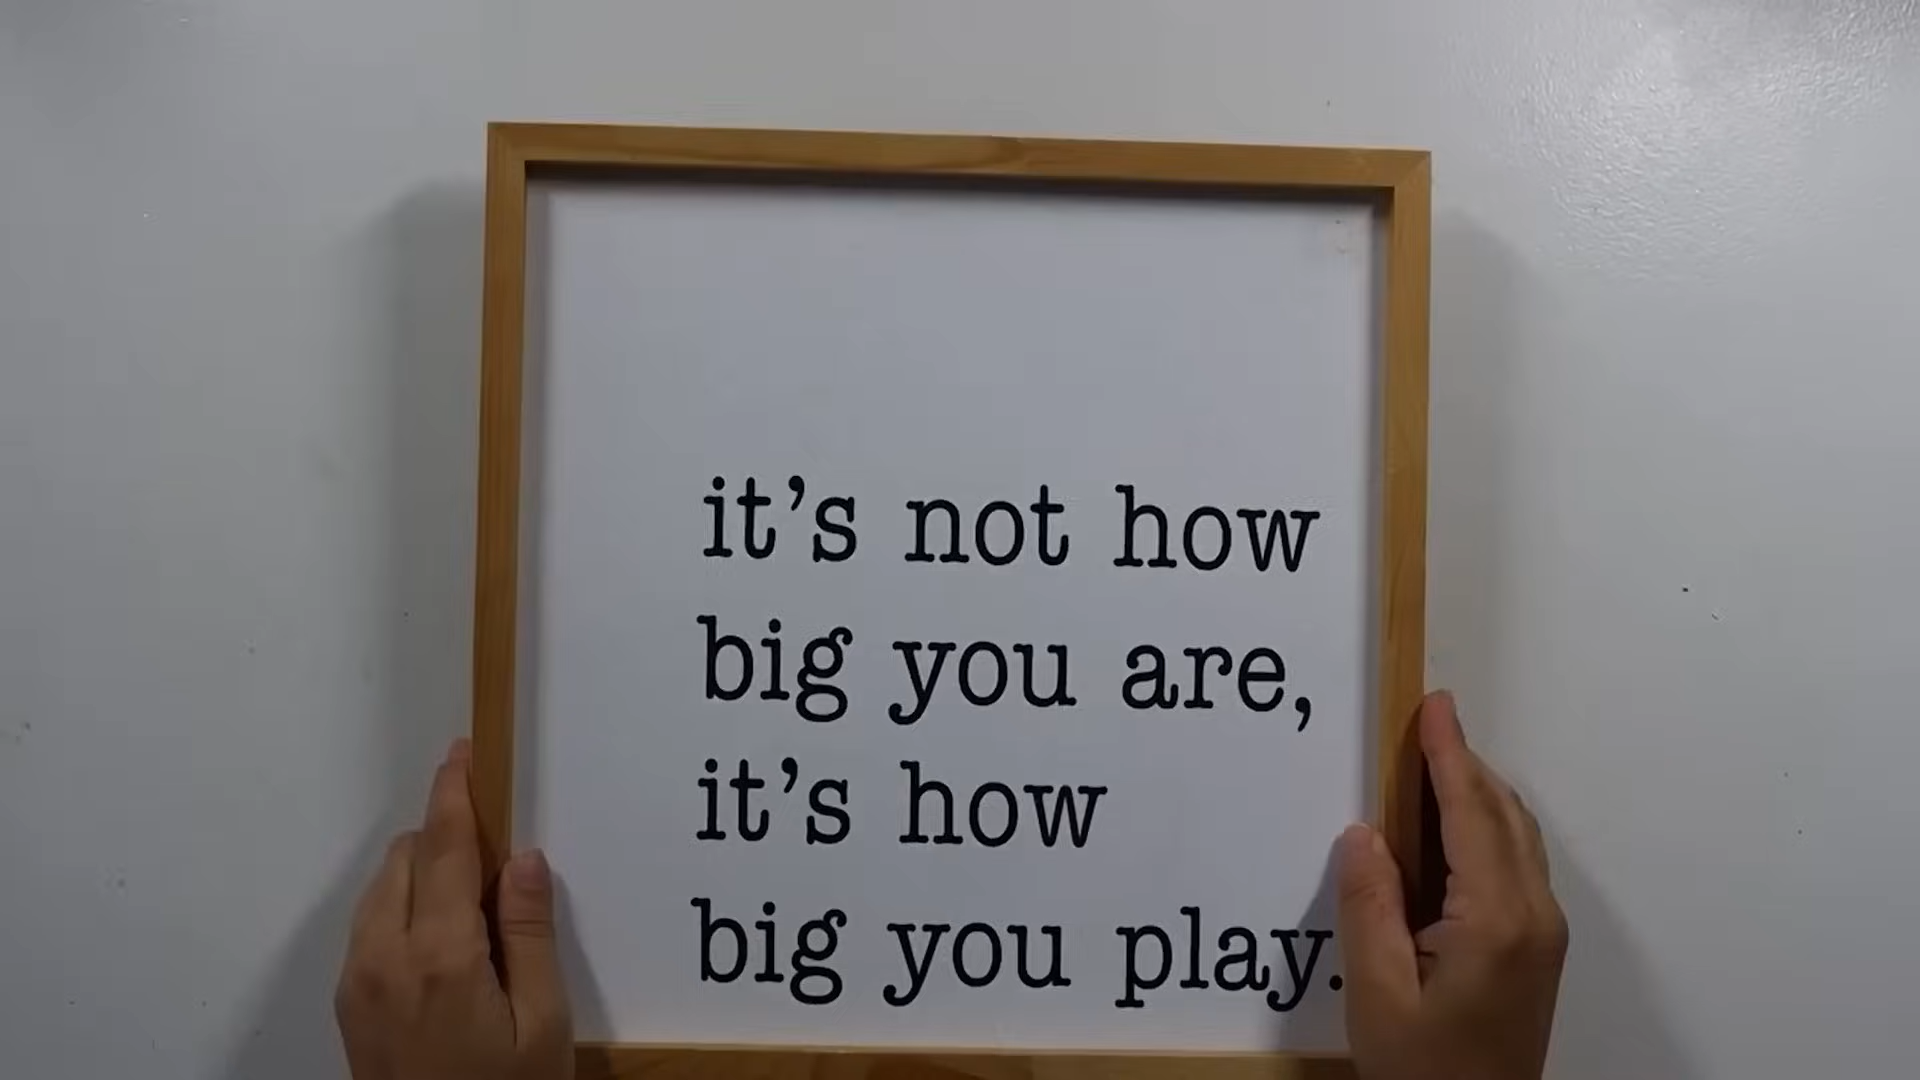 it’s not how
big you are,
it’s how
big you play.